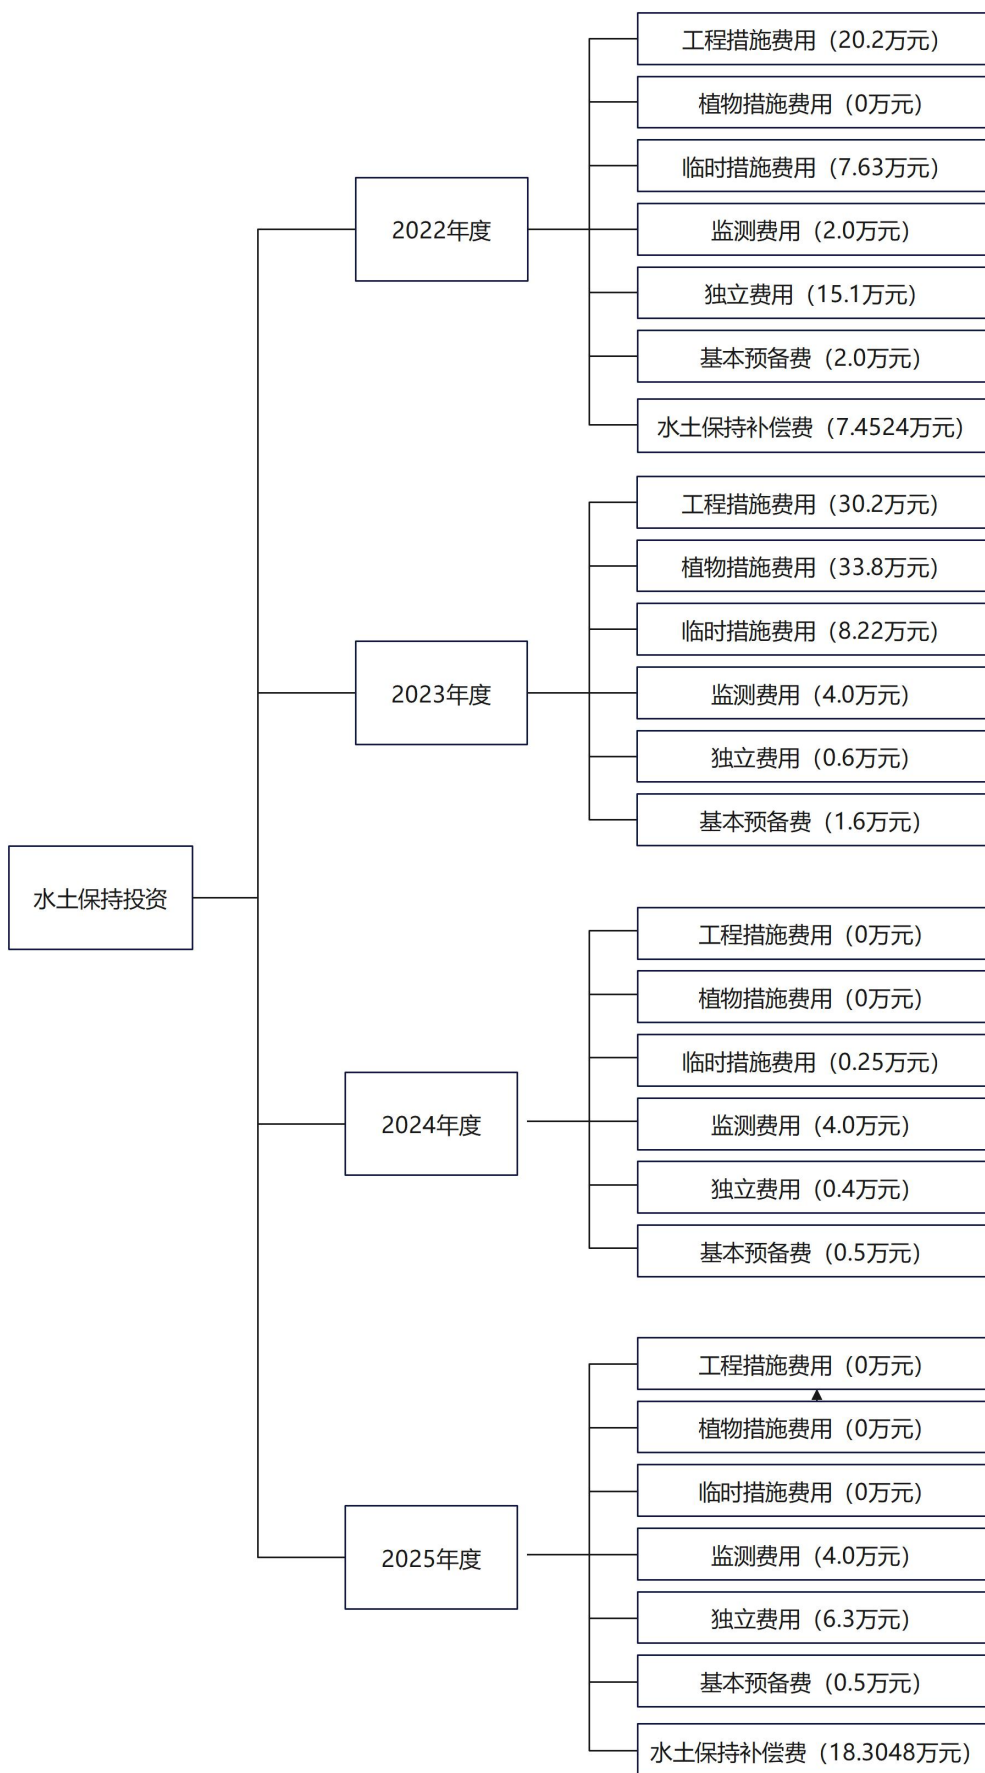 水土保持投资
2022年度
工程措施费用（20.2万元）
植物措施费用（0万元）
临时措施费用（7.63万元）
监测费用（2.0万元）
独立费用（15.1万元）
基本预备费（2.0万元）
水土保持补偿费（7.4524万元）
2023年度
工程措施费用（30.2万元）
植物措施费用（33.8万元）
临时措施费用（8.22万元）
监测费用（4.0万元）
独立费用（0.6万元）
基本预备费（1.6万元）
2024年度
工程措施费用（0万元）
植物措施费用（0万元）
临时措施费用（0.25万元）
监测费用（4.0万元）
独立费用（0.4万元）
基本预备费（0.5万元）
2025年度
工程措施费用（0万元）
植物措施费用（0万元）
临时措施费用（0万元）
监测费用（4.0万元）
独立费用（6.3万元）
基本预备费（0.5万元）
水土保持补偿费（18.3048万元）